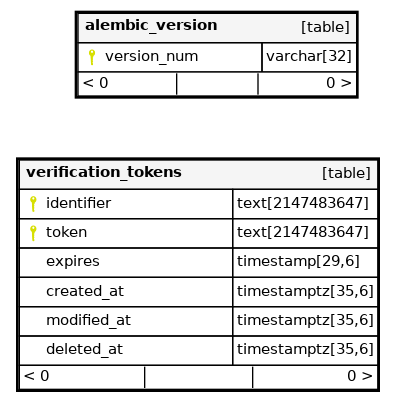 alembic_version [table]
version_num varchar[32]
< 0 0 >
verification_tokens [table]
identifier text[2147483647]
token text[2147483647]
expires timestamp[29,6]
created_at timestamptz[35,6]
modified_at timestamptz[35,6]
deleted_at timestamptz[35,6]
< 0 0 >